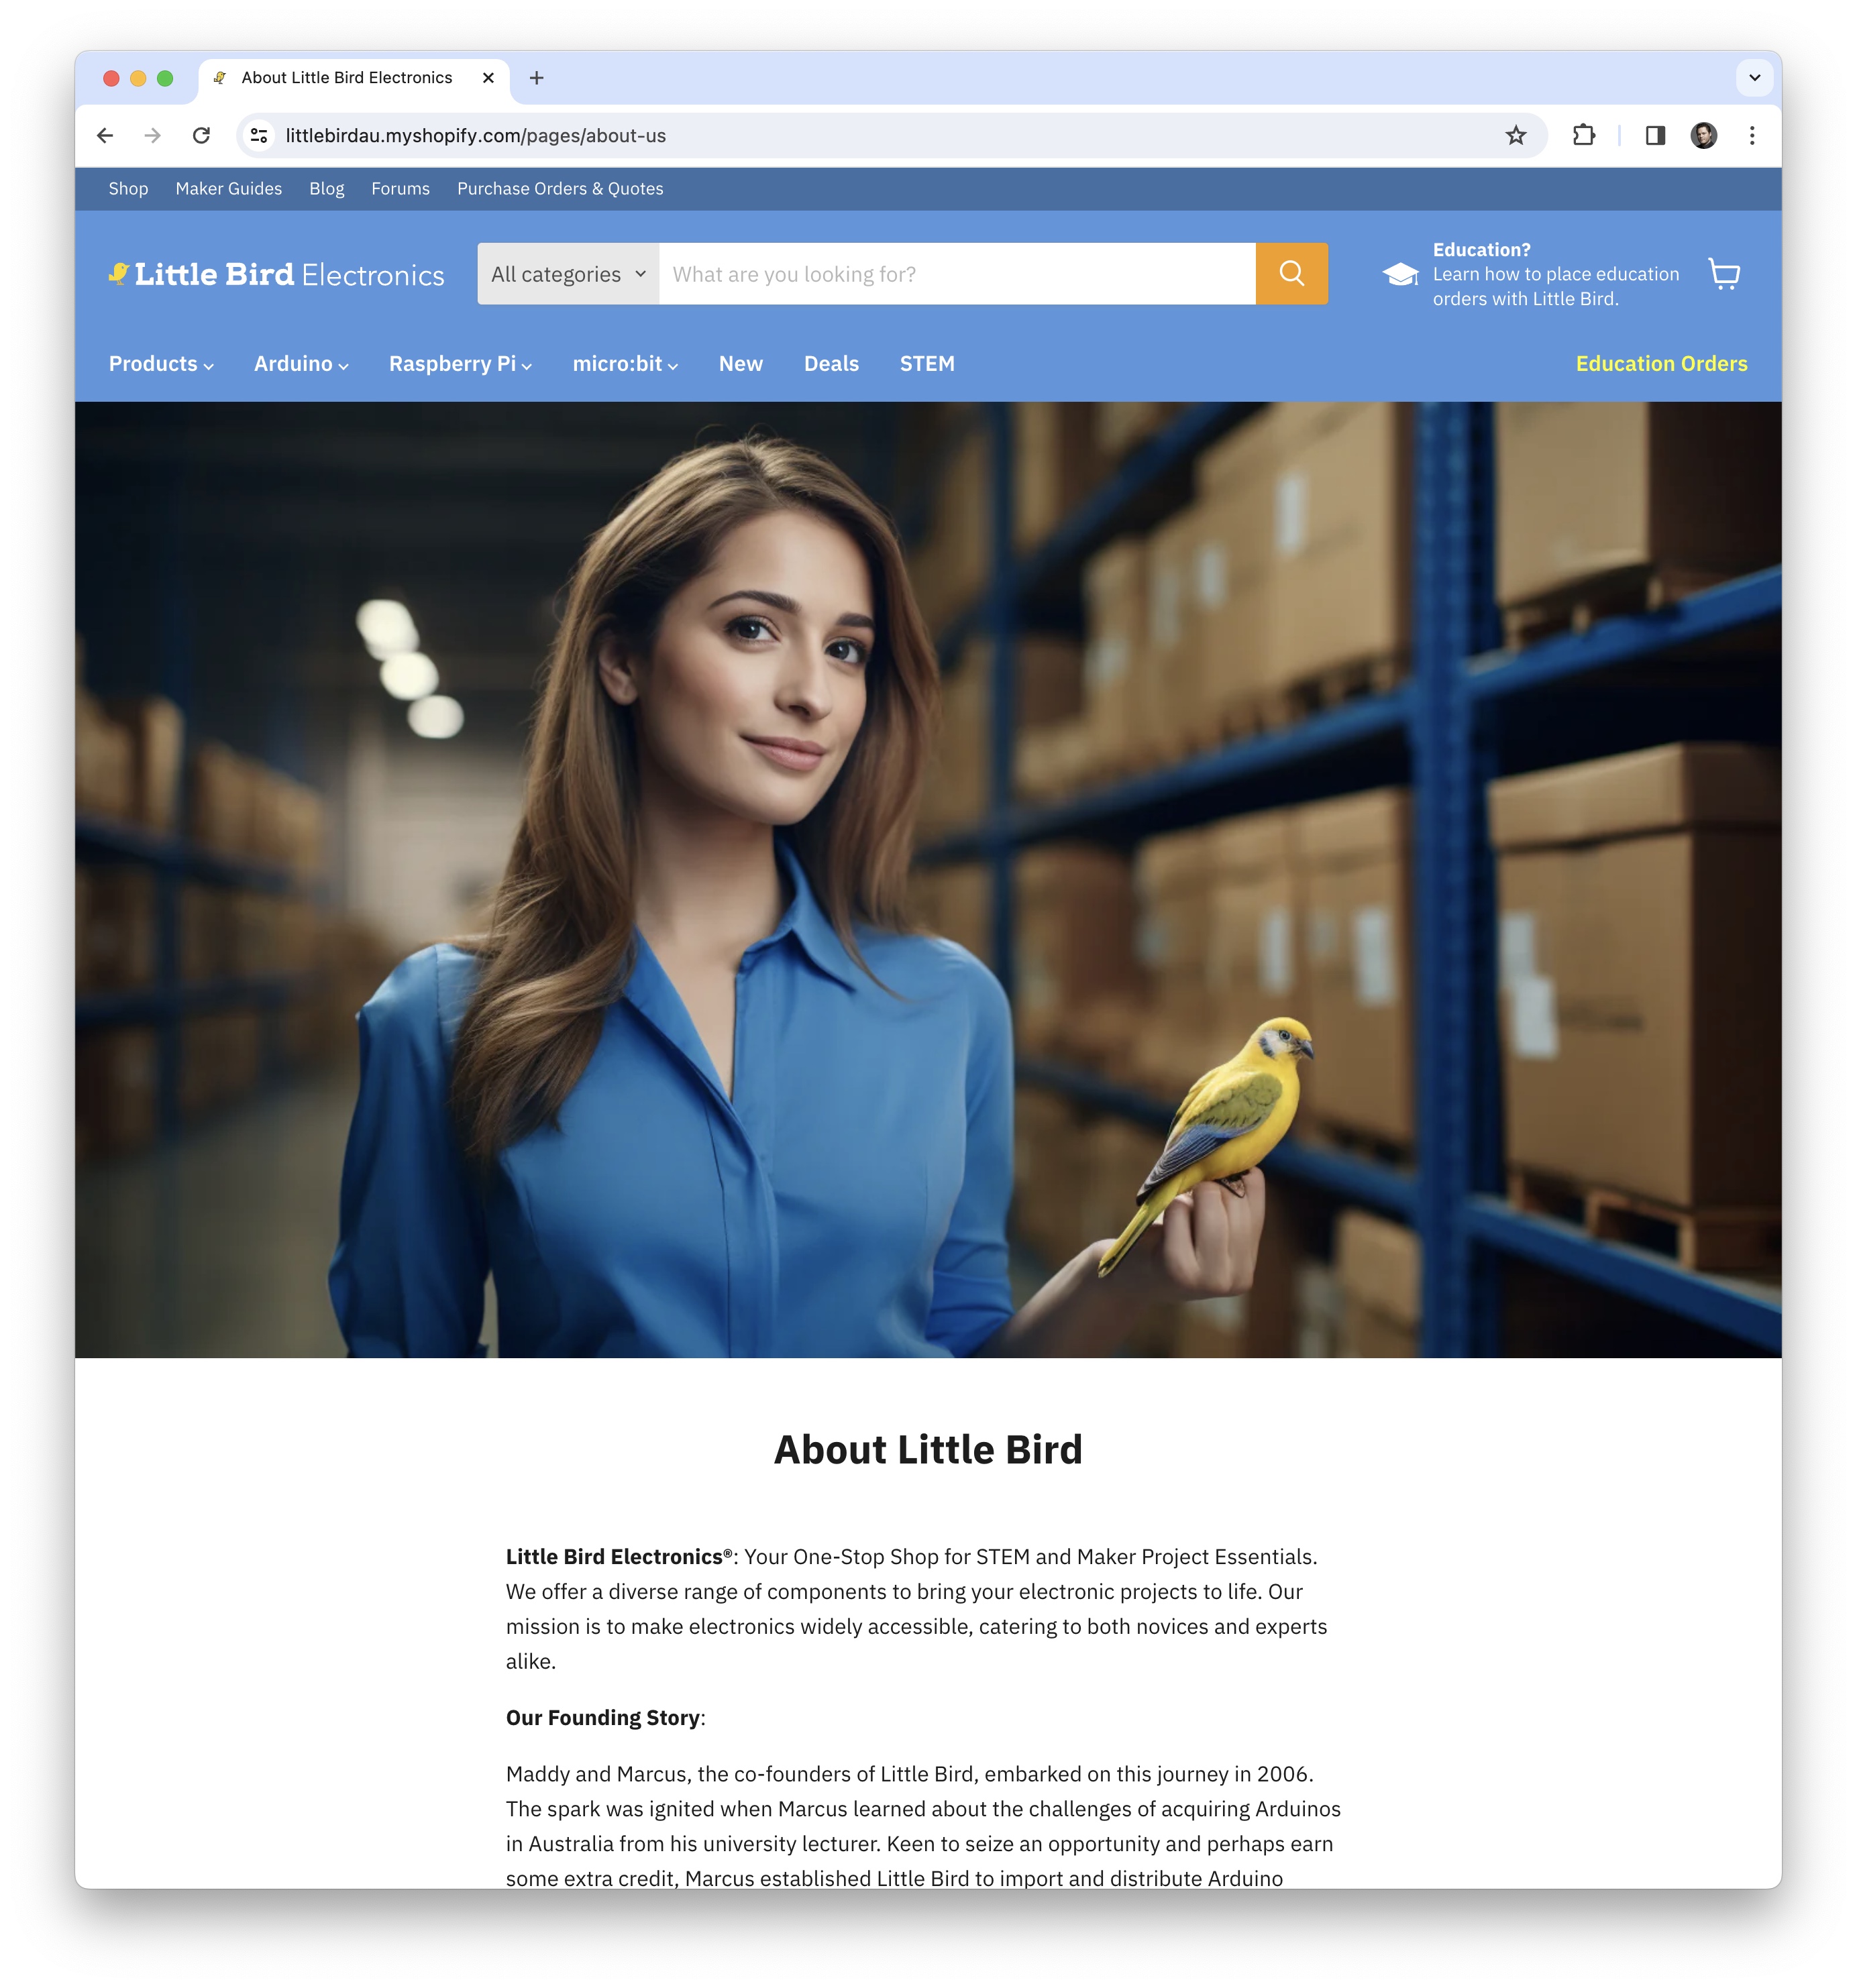 About Little Bird Electronics
littlebirdau.myshopify.com/pages/about-us
Shop Maker Guides Blog Forums Purchase Orders & Quotes
Little Bird Electronics
All categories
What are you looking for?
Education?
Learn how to place education
orders with Little Bird.
Products Arduino Raspberry Pi micro:bit New Deals STEM Education Orders
About Little Bird
Little Bird Electronics®: Your One-Stop Shop for STEM and Maker Project Essentials.
We offer a diverse range of components to bring your electronic projects to life. Our
mission is to make electronics widely accessible, catering to both novices and experts
alike.
Our Founding Story:
Maddy and Marcus, the co-founders of Little Bird, embarked on this journey in 2006.
The spark was ignited when Marcus learned about the challenges of acquiring Arduinos
in Australia from his university lecturer. Keen to seize an opportunity and perhaps earn
some extra credit, Marcus established Little Bird to import and distribute Arduino